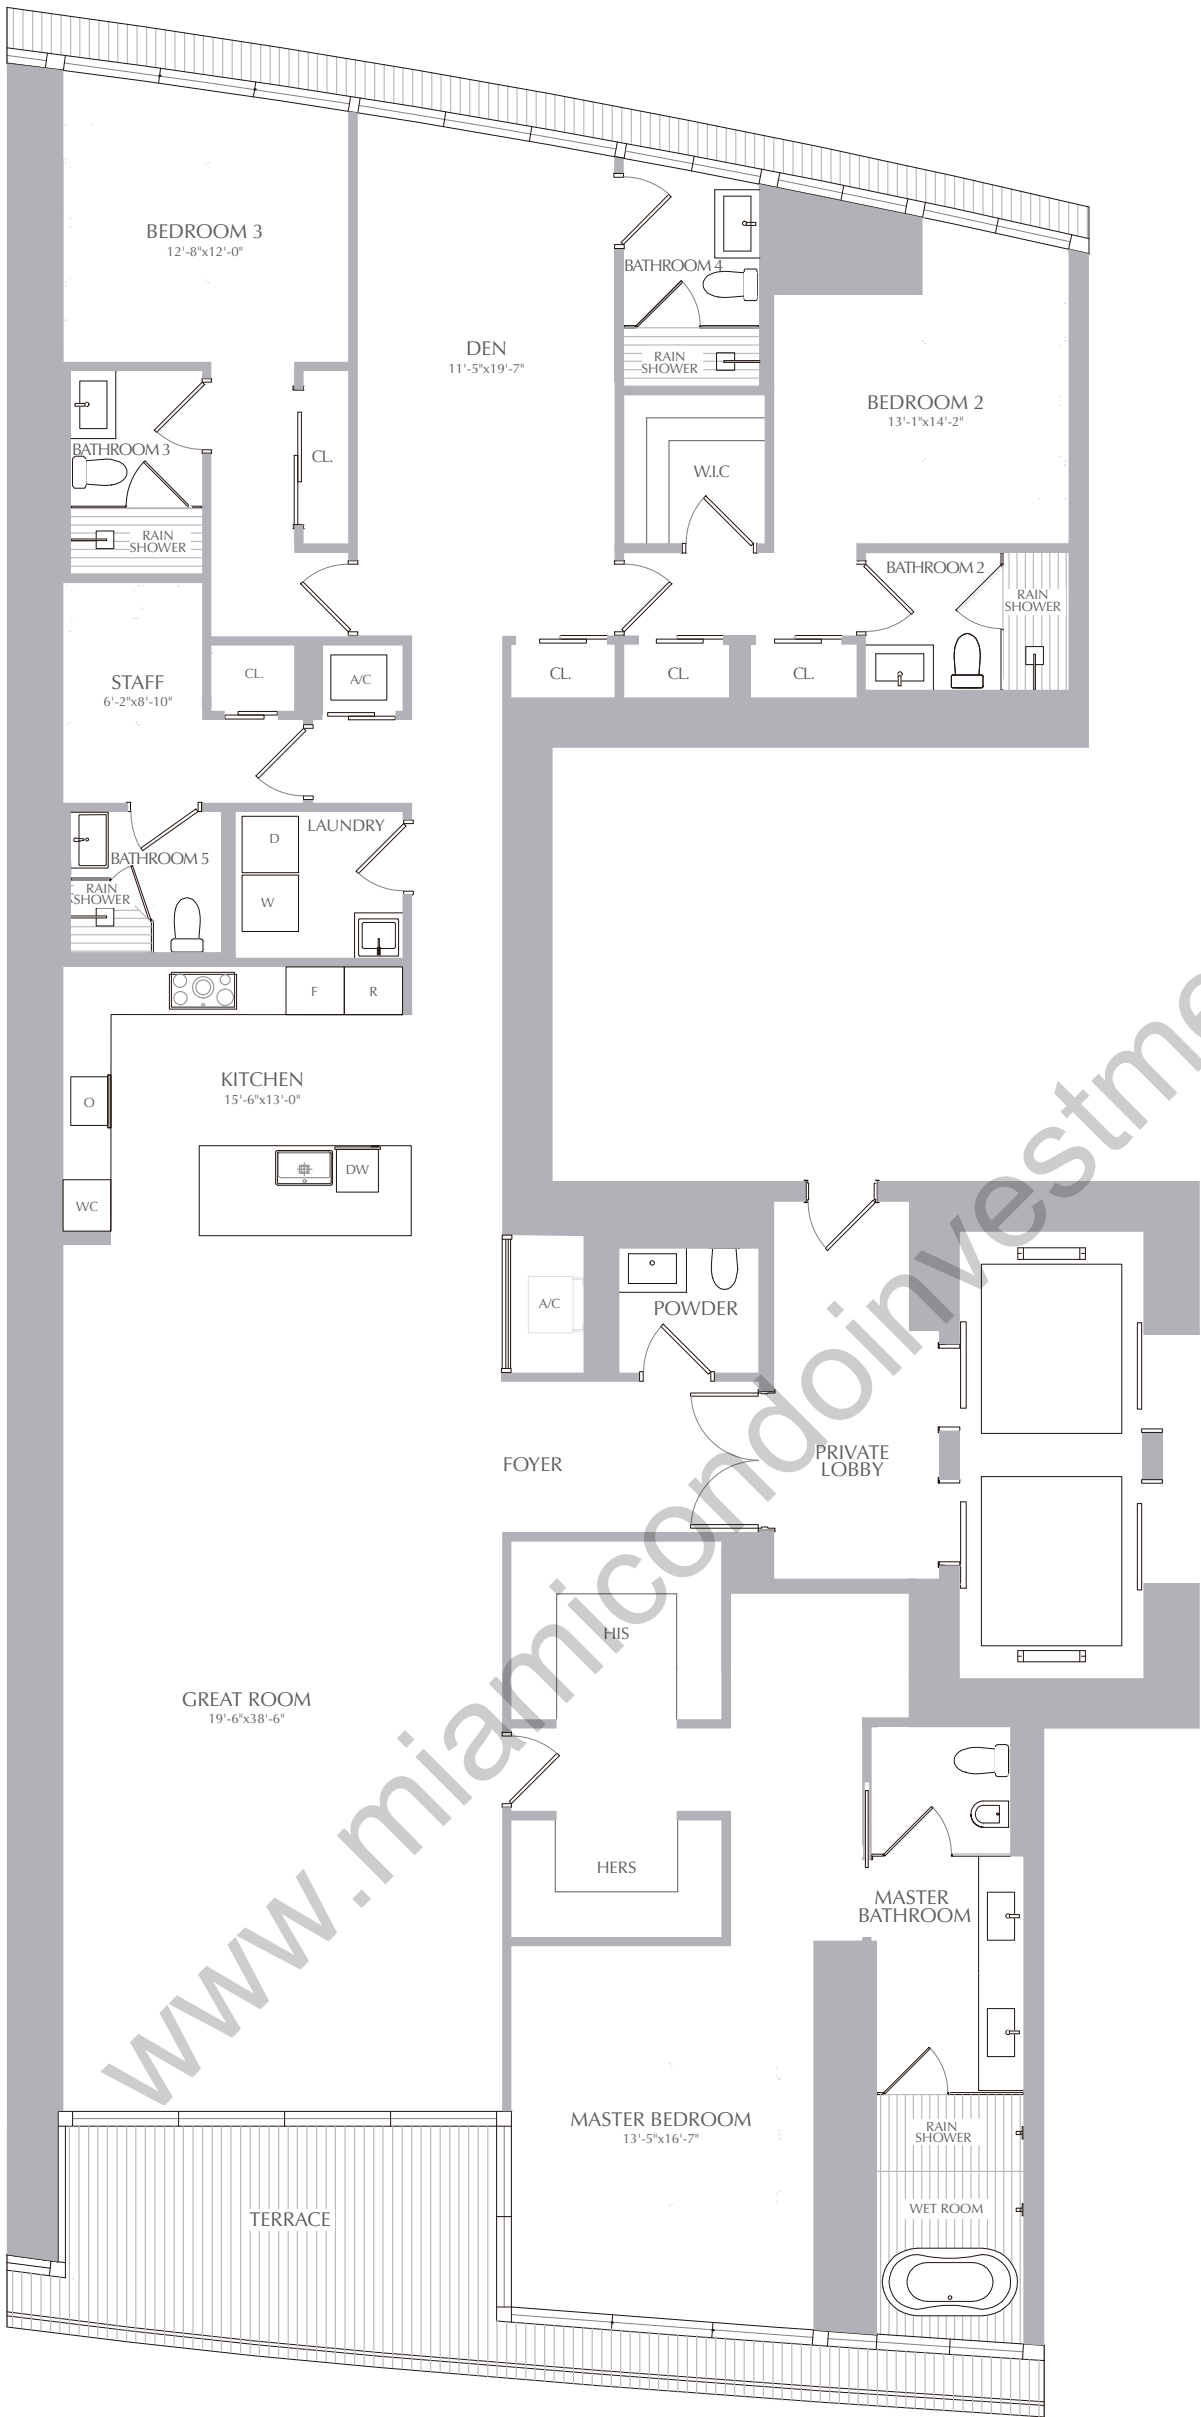 BEDROOM 3
12'-8"x12'-0"
BATHROOM 4
RAIN
SHOWER
DEN
11'-5"x19'-7"
BEDROOM 2
13'-1"x14'-2"
BATHROOM 3
RAIN
SHOWER
CL.
W.I.C
BATHROOM 2
RAIN
SHOWER
STAFF
6'-2"x8'-10"
CL.
A/C
CL.
CL.
CL.
LAUNDRY
D
W
BATHROOM 5
RAIN
SHOWER
F
R
KITCHEN
15'-6"x13'-0"
O
DW
WC
A/C
POWDER
FOYER
PRIVATE
LOBBY
HIS
GREAT ROOM
19'-6"x38'-6"
HERS
MASTER
BATHROOM
MASTER BEDROOM
13'-5"x16'-7"
RAIN
SHOWER
WET ROOM
TERRACE
www.miamicondoinvestme